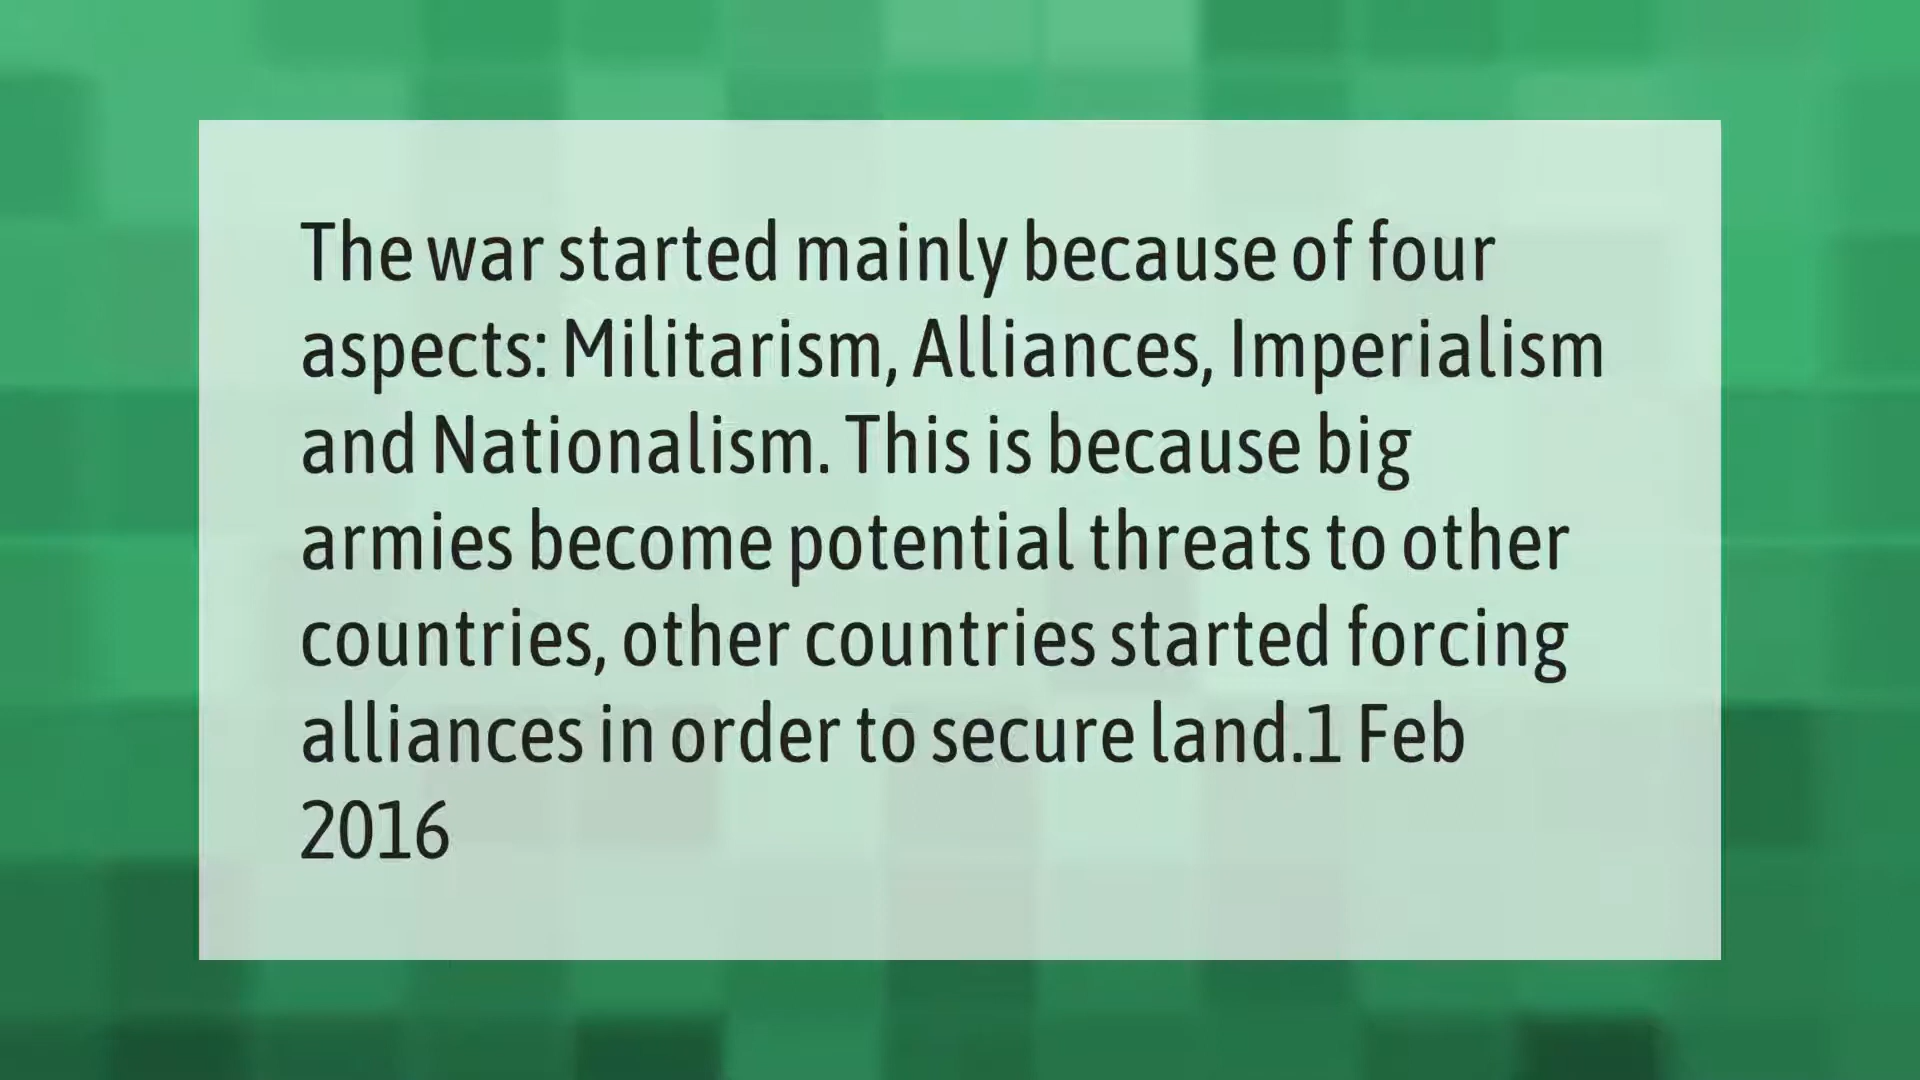 The war started mainly because of four
aspects: Militarism, Alliances, Imperialism
and Nationalism. This is because big
armies become potential threats to other
countries, other countries started forcing
alliances in order to secure land.1 Feb
2016